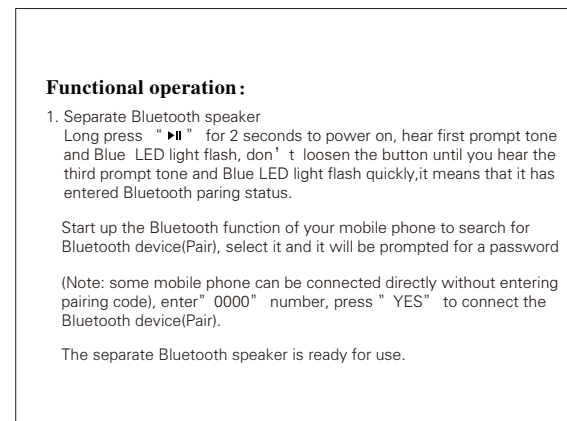 Functional operation:
1. Separate Bluetooth speaker
Long press “ ⏯ ” for 2 seconds to power on, hear first prompt tone
and Blue LED light flash, don’ t loosen the button until you hear the
third prompt tone and Blue LED light flash quickly,it means that it has
entered Bluetooth paring status.
Start up the Bluetooth function of your mobile phone to search for
Bluetooth device(Pair), select it and it will be prompted for a password
(Note: some mobile phone can be connected directly without entering
pairing code), enter” 0000” number, press ” YES” to connect the
Bluetooth device(Pair).
The separate Bluetooth speaker is ready for use.